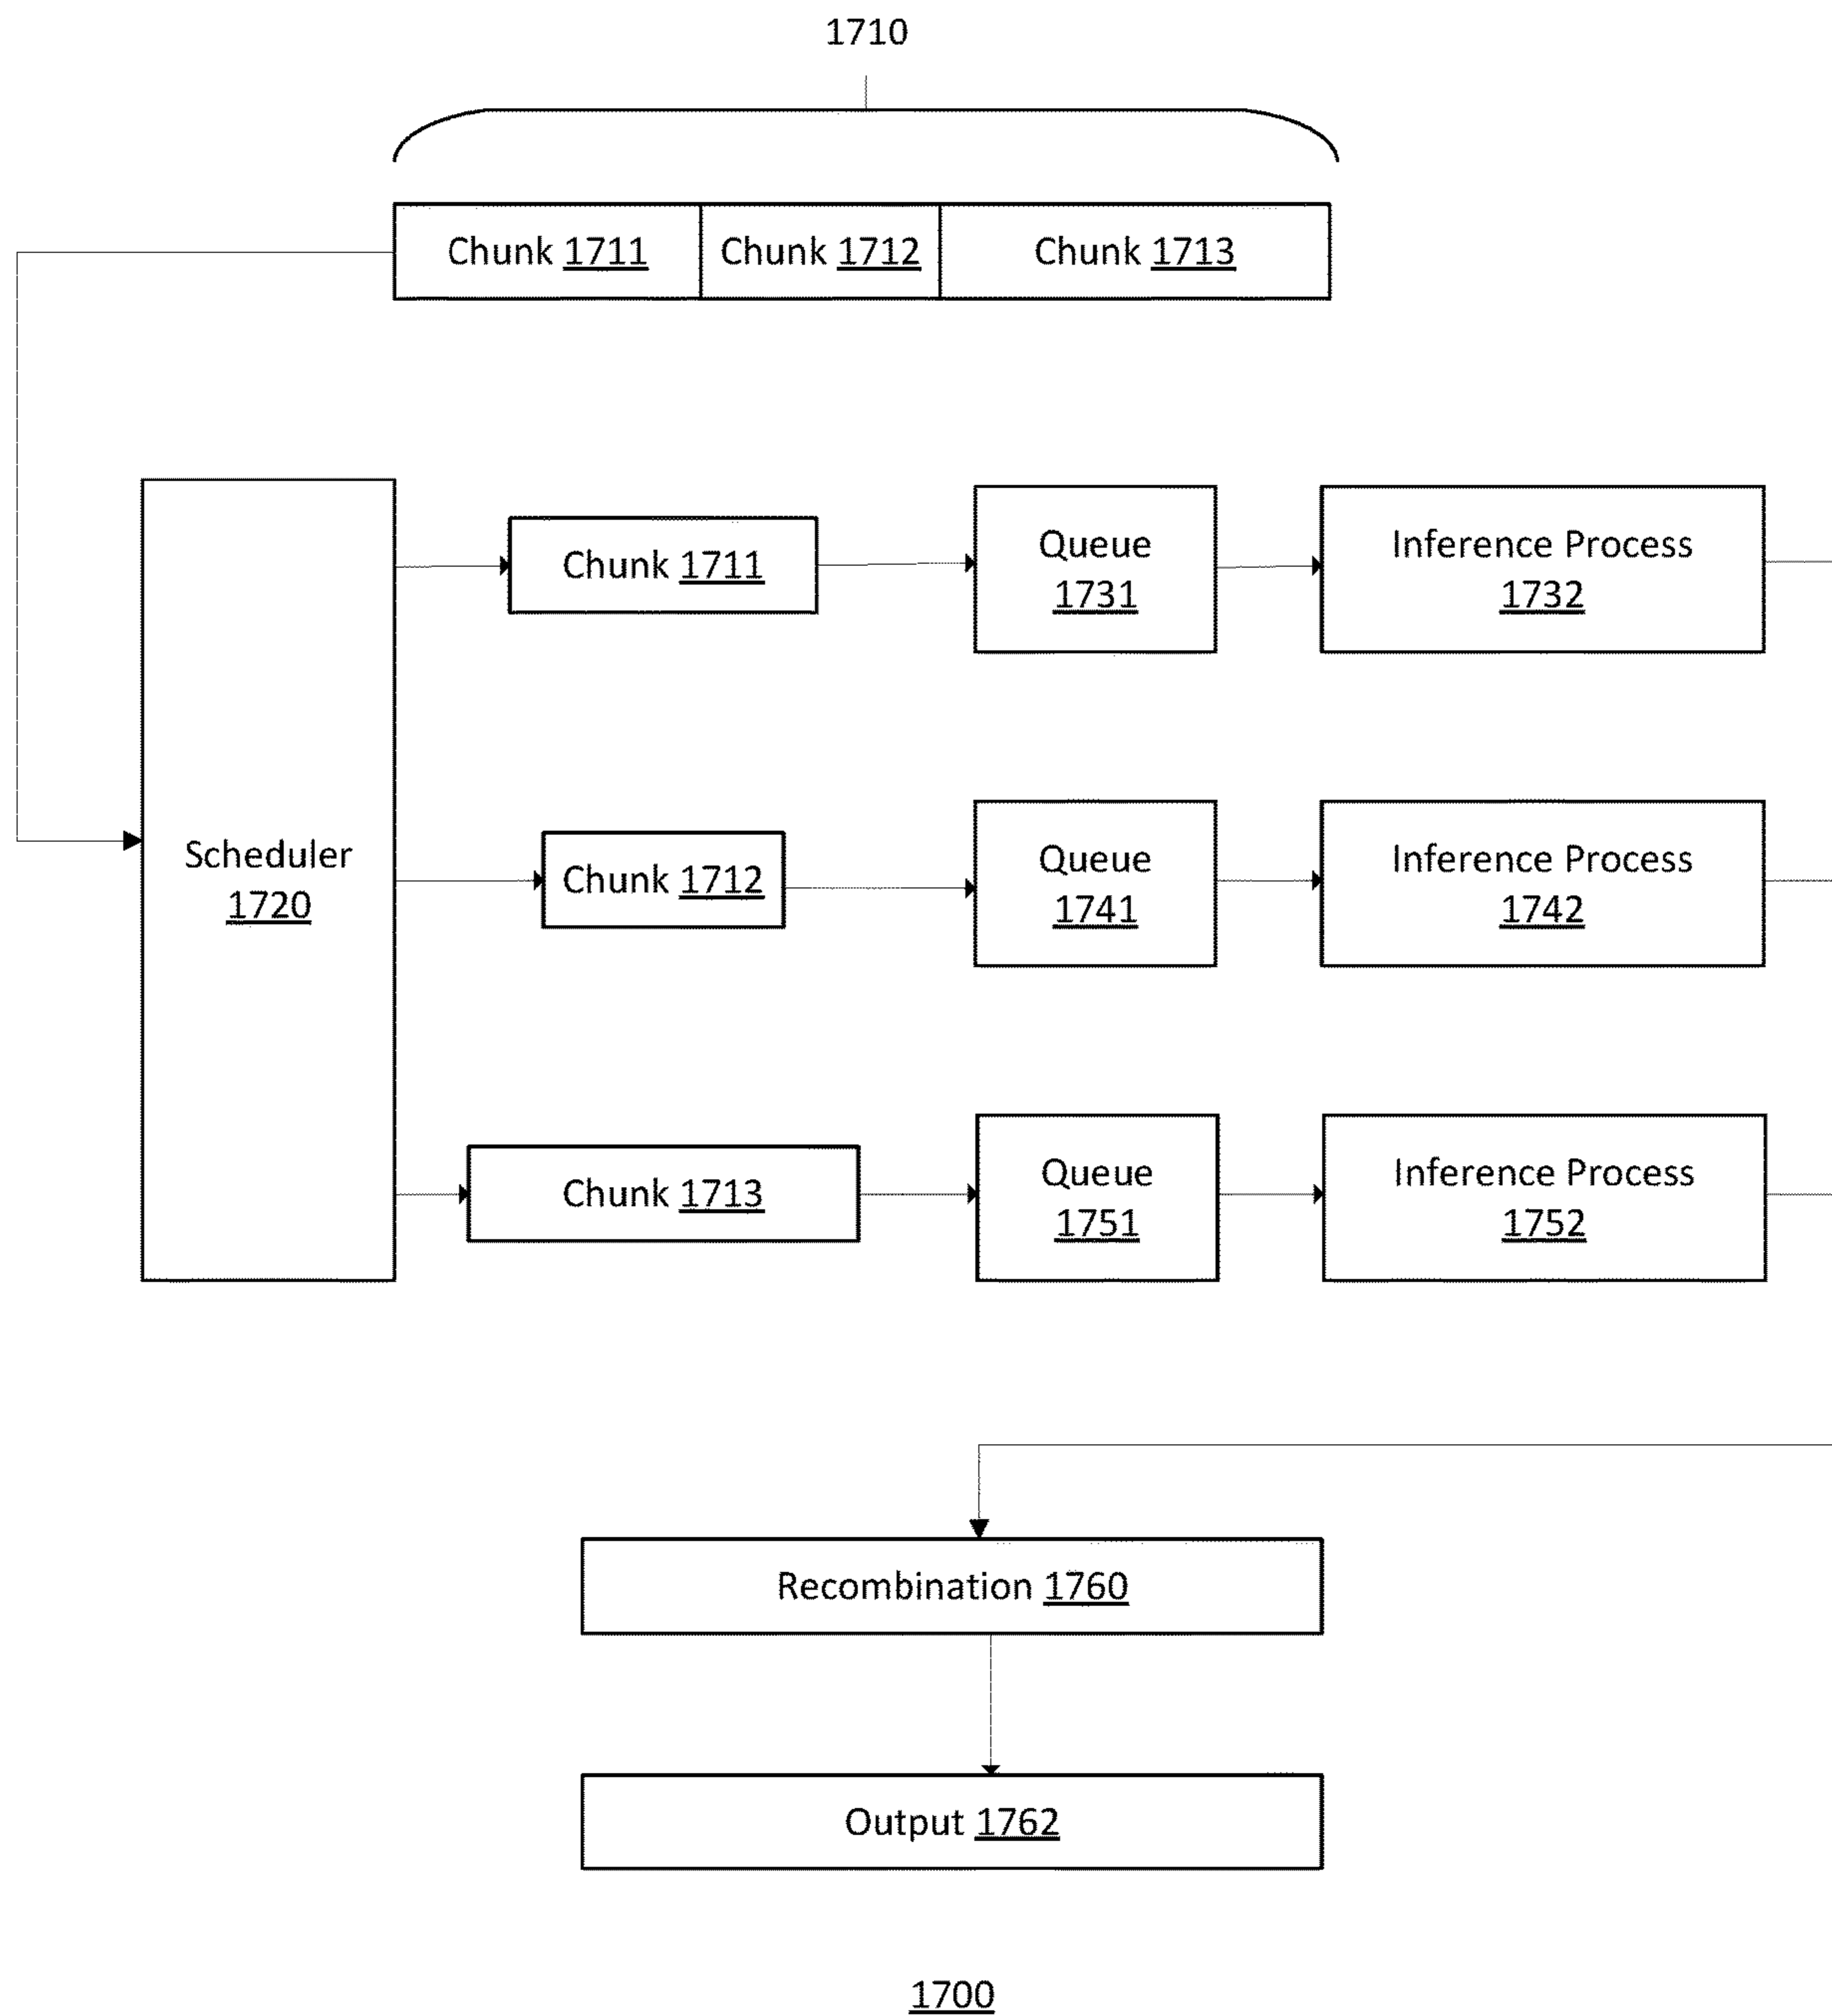 1710
Chunk 1711 Chunk 1712 Chunk 1713
Chunk 1711
Queue
1731
Inference Process
1732
Scheduler
1720
Chunk 1712
Queue
1741
Inference Process
1742
Chunk 1713
Queue
1751
Inference Process
1752
Recombination 1760
Output 1762
1700